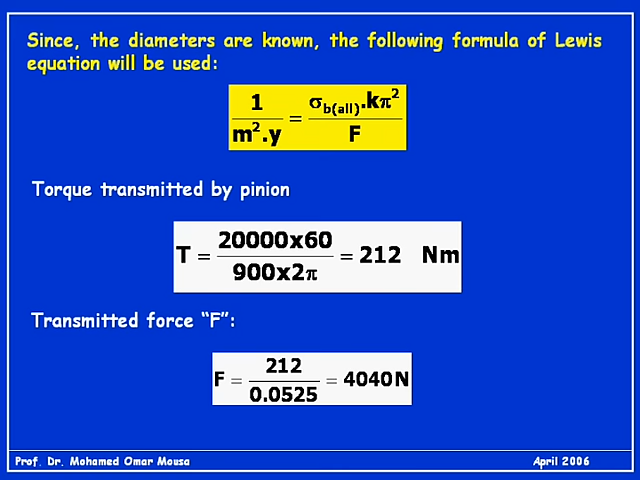 Since, the diameters are known, the following formula of Lewis
equation will be used:
1/(m².y) = (σb(all).kπ²)/F
Torque transmitted by pinion
T = (20000x60)/(900x2π) = 212 Nm
Transmitted force “F”:
F = 212/0.0525 = 4040N
Prof. Dr. Mohamed Omar Mousa April 2006